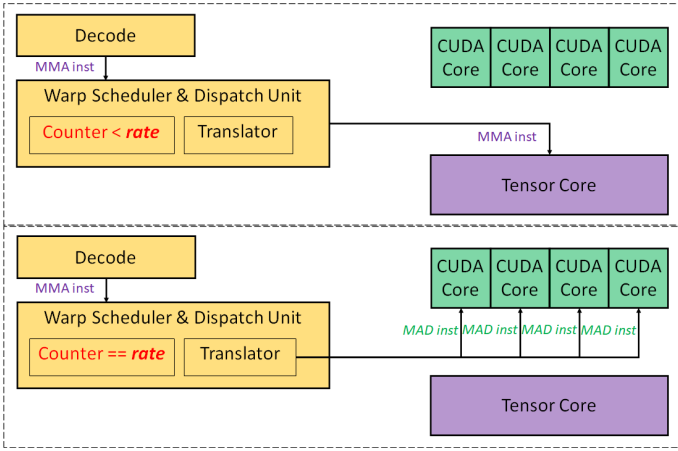 Decode
MMA inst
Warp Scheduler & Dispatch Unit
Counter < rate
Translator
CUDA Core
CUDA Core
CUDA Core
CUDA Core
MMA inst
Tensor Core
Decode
MMA inst
Warp Scheduler & Dispatch Unit
Counter == rate
Translator
CUDA Core
CUDA Core
CUDA Core
CUDA Core
MAD inst
MAD inst
MAD inst
MAD inst
Tensor Core